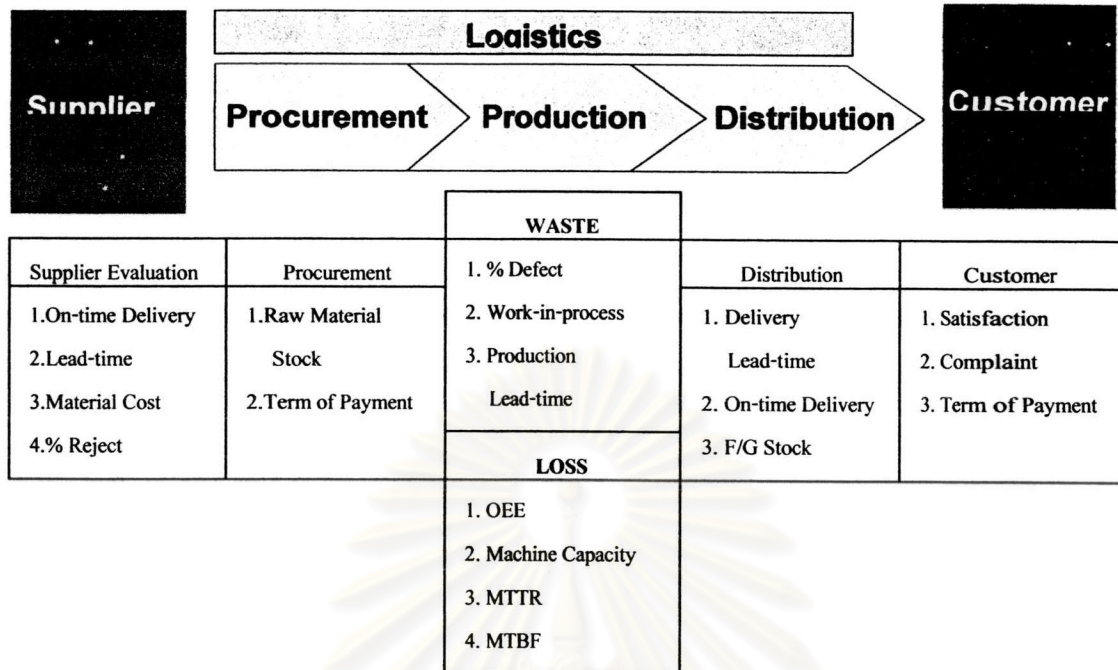 Logistics
Supplier
Procurement
Production
Distribution
Customer
Supplier Evaluation
1.On-time Delivery
2.Lead-time
3.Material Cost
4.% Reject
Procurement
1.Raw Material
Stock
2.Term of Payment
WASTE
1. % Defect
2. Work-in-process
3. Production
Lead-time
LOSS
1. OEE
2. Machine Capacity
3. MTTR
4. MTBF
Distribution
1. Delivery
Lead-time
2. On-time Delivery
3. F/G Stock
Customer
1. Satisfaction
2. Complaint
3. Term of Payment